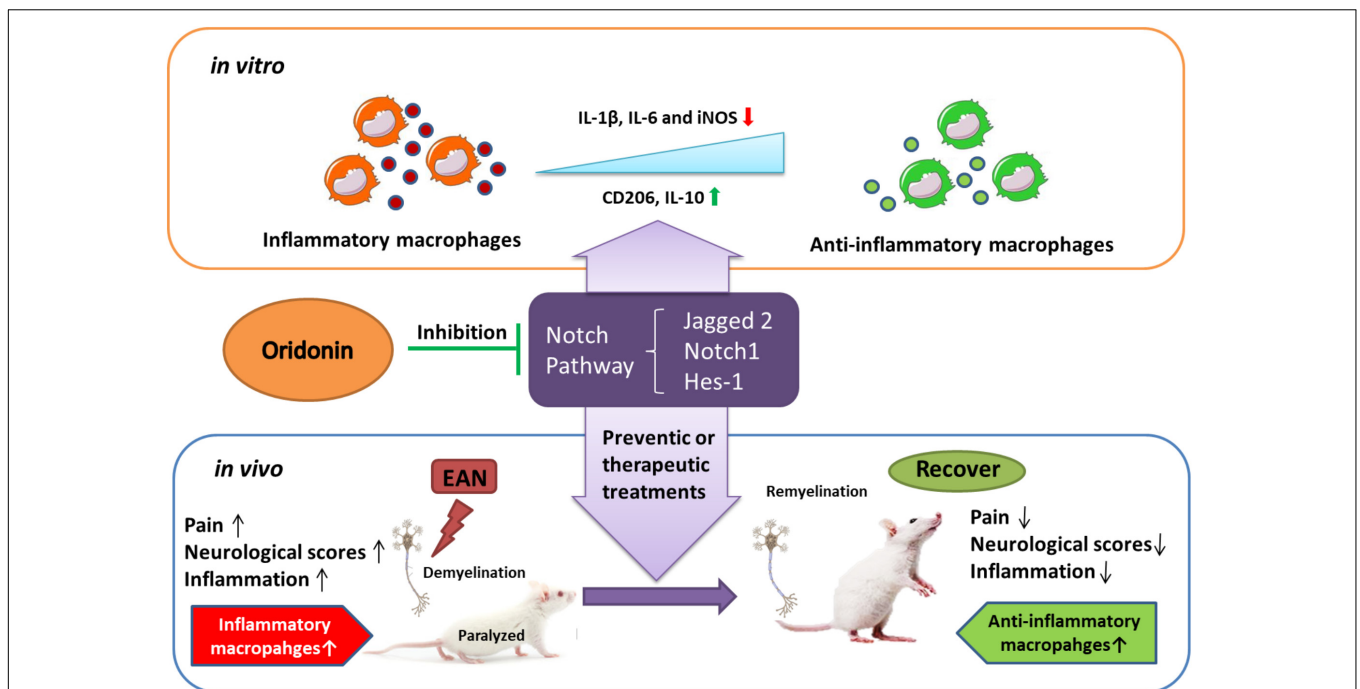 in vitro
IL-1β, IL-6 and iNOS ⬇
CD206, IL-10 ⬆
Inflammatory macrophages
Anti-inflammatory macrophages
Oridonin
Inhibition
Notch
Pathway
Jagged 2
Notch1
Hes-1
in vivo
EAN
Pain ↑
Neurological scores ↑
Inflammation ↑
Demyelination
Inflammatory
macropahges↑
Paralyzed
Preventic or
therapeutic
treatments
Remyelination
Recover
Pain ↓
Neurological scores↓
Inflammation ↓
Anti-inflammatory
macropahges↑